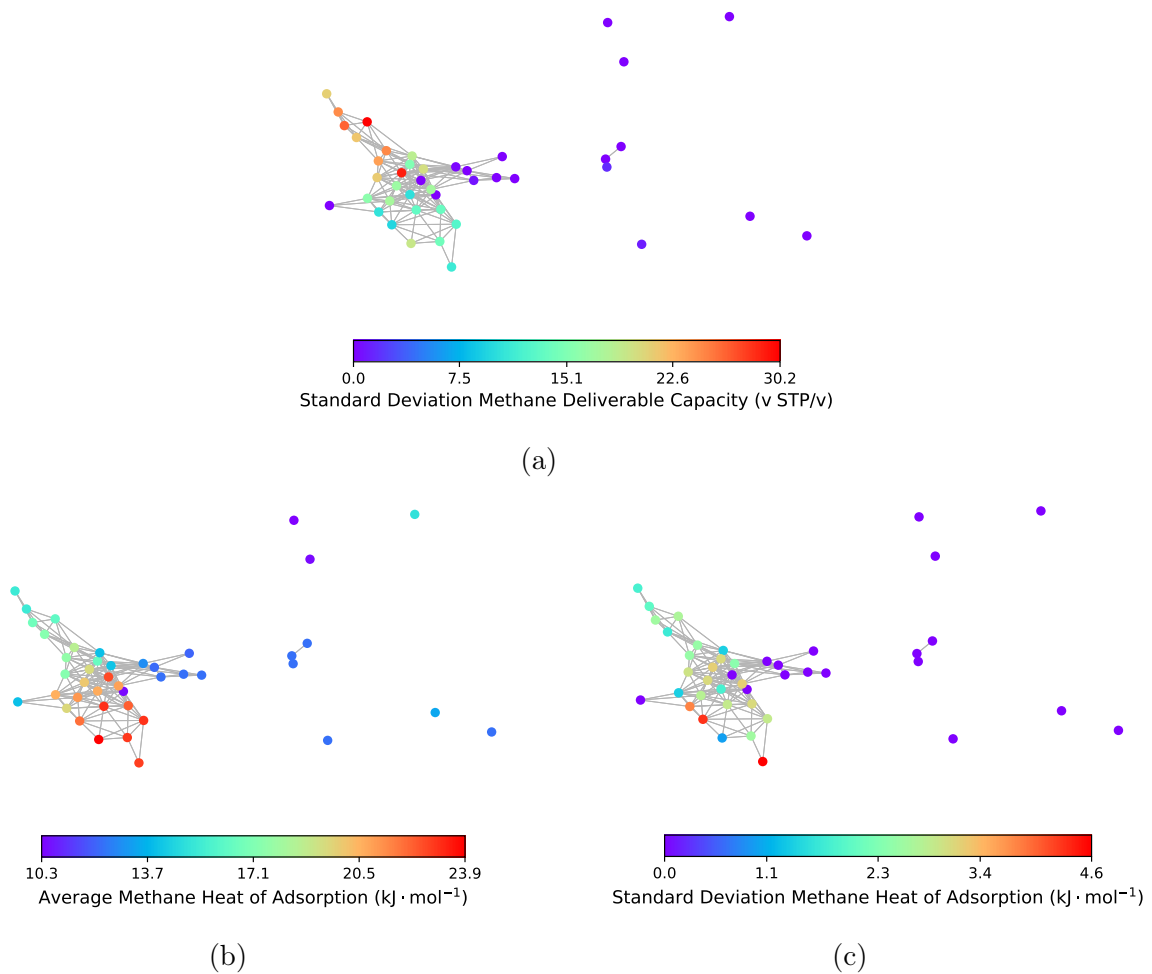 0.0 7.5 15.1 22.6 30.2
Standard Deviation Methane Deliverable Capacity (v STP/v)
(a)
10.3 13.7 17.1 20.5 23.9
Average Methane Heat of Adsorption (kJ · mol⁻¹)
(b)
0.0 1.1 2.3 3.4 4.6
Standard Deviation Methane Heat of Adsorption (kJ · mol⁻¹)
(c)